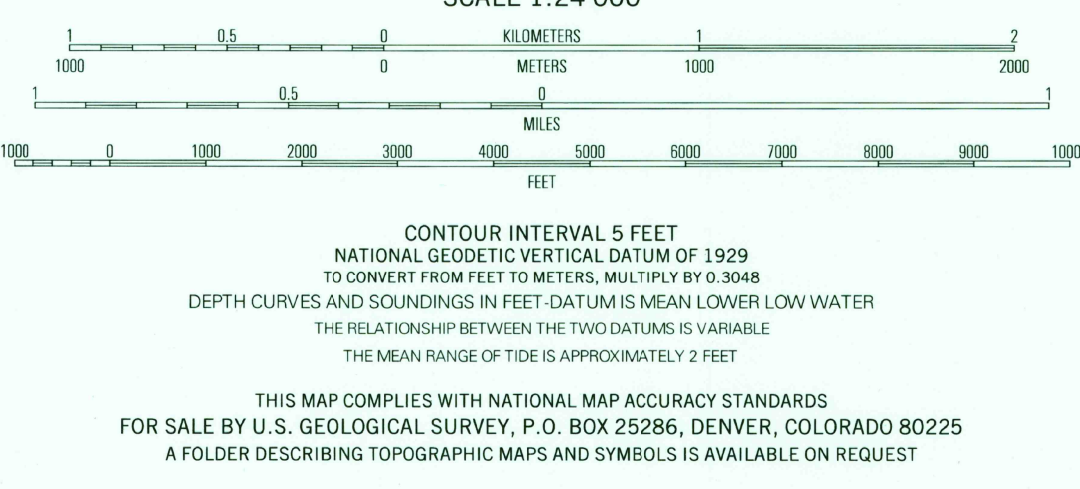 SCALE 1:24 000
1 0.5 0 KILOMETERS 1 2
1000 0 METERS 1000 2000
1 0.5 0 1
MILES
1000 0 1000 2000 3000 4000 5000 6000 7000 8000 9000 1000
FEET
CONTOUR INTERVAL 5 FEET
NATIONAL GEODETIC VERTICAL DATUM OF 1929
TO CONVERT FROM FEET TO METERS, MULTIPLY BY 0.3048
DEPTH CURVES AND SOUNDINGS IN FEET-DATUM IS MEAN LOWER LOW WATER
THE RELATIONSHIP BETWEEN THE TWO DATUMS IS VARIABLE
THE MEAN RANGE OF TIDE IS APPROXIMATELY 2 FEET
THIS MAP COMPLIES WITH NATIONAL MAP ACCURACY STANDARDS
FOR SALE BY U.S. GEOLOGICAL SURVEY, P.O. BOX 25286, DENVER, COLORADO 80225
A FOLDER DESCRIBING TOPOGRAPHIC MAPS AND SYMBOLS IS AVAILABLE ON REQUEST